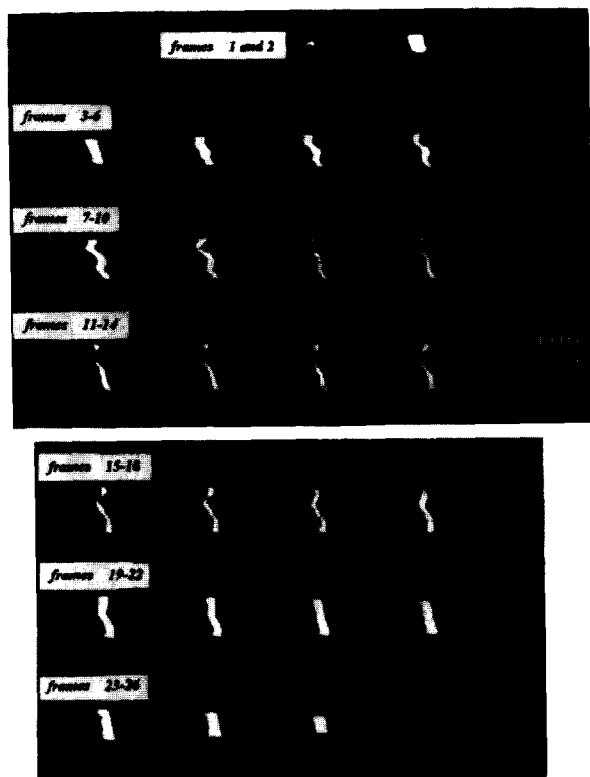 frames 1 and 2
frames 3-6
frames 7-10
frames 11-14
frames 15-18
frames 19-22
frames 23-26